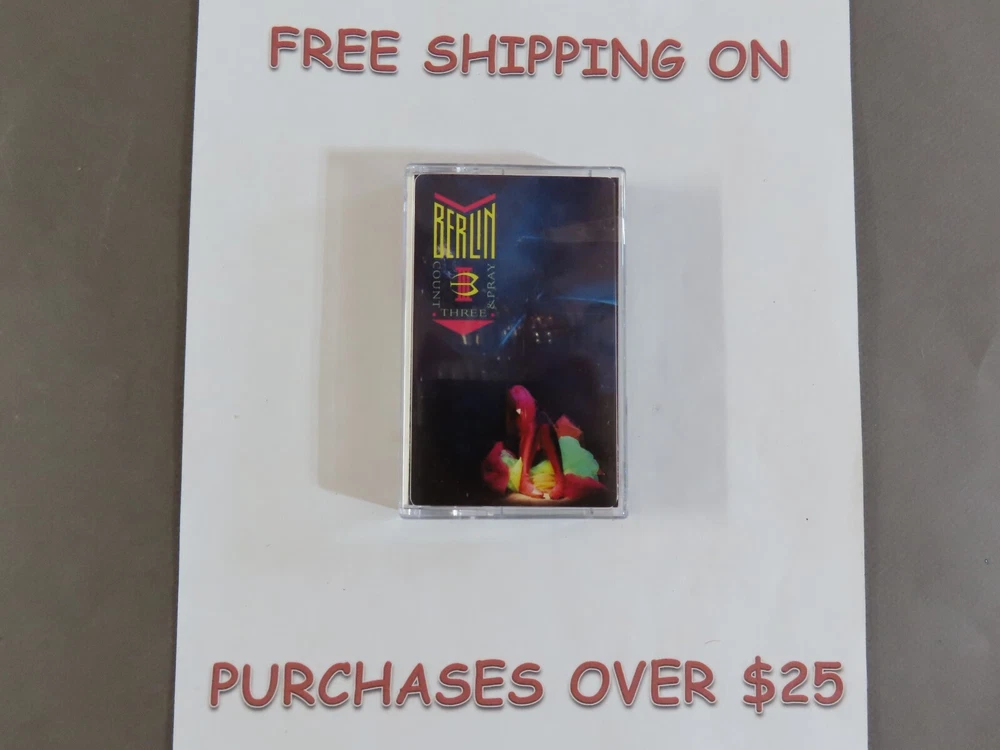 FREE SHIPPING ON
BERLIN
COUNT
THREE
& PRAY
PURCHASES OVER $25